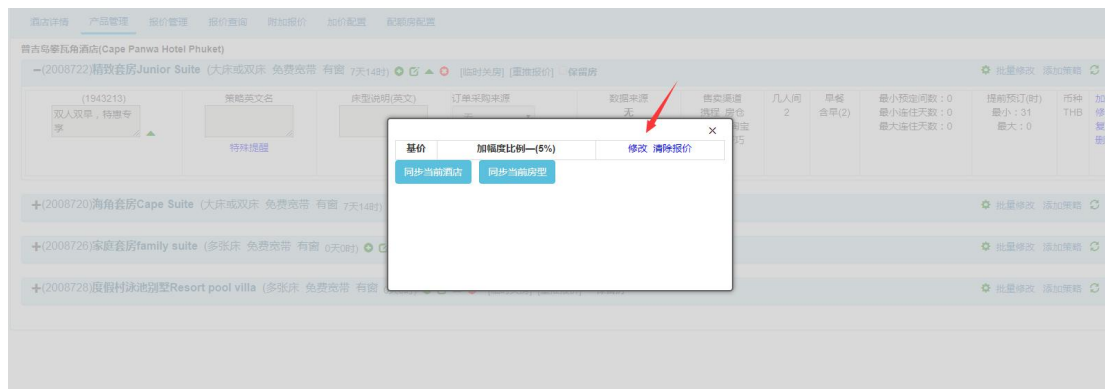 酒店详情 产品管理 报价管理 报价查询 附加报价 加价配置 配额房配置
普吉岛攀瓦角酒店(Cape Panwa Hotel Phuket)
(2008722)精致套房Junior Suite (大床或双床 免费宽带 有窗 7天14时) [临时关房] [重推报价] 保留房 批量修改 添加策略
(1943213) 策略英文名 床型说明(英文) 订单采购来源 数据来源 售卖渠道 几人间 早餐 最小预定间数：0 提前预订(时) 币种
双人双早，特惠专享 无 携程 房仓 2 含早(2) 最小连住天数：0 最小：31 THB
最大连住天数：0 最大：0
特殊提醒
×
基价 加幅度比例—(5%) 修改 清除报价
同步当前酒店 同步当前房型
(2008720)海角套房Cape Suite (大床或双床 免费宽带 有窗 7天14时) 批量修改 添加策略
(2008726)家庭套房family suite (多张床 免费宽带 有窗 0天0时) 批量修改 添加策略
(2008728)度假村泳池别墅Resort pool villa (多张床 免费宽带 有窗 批量修改 添加策略